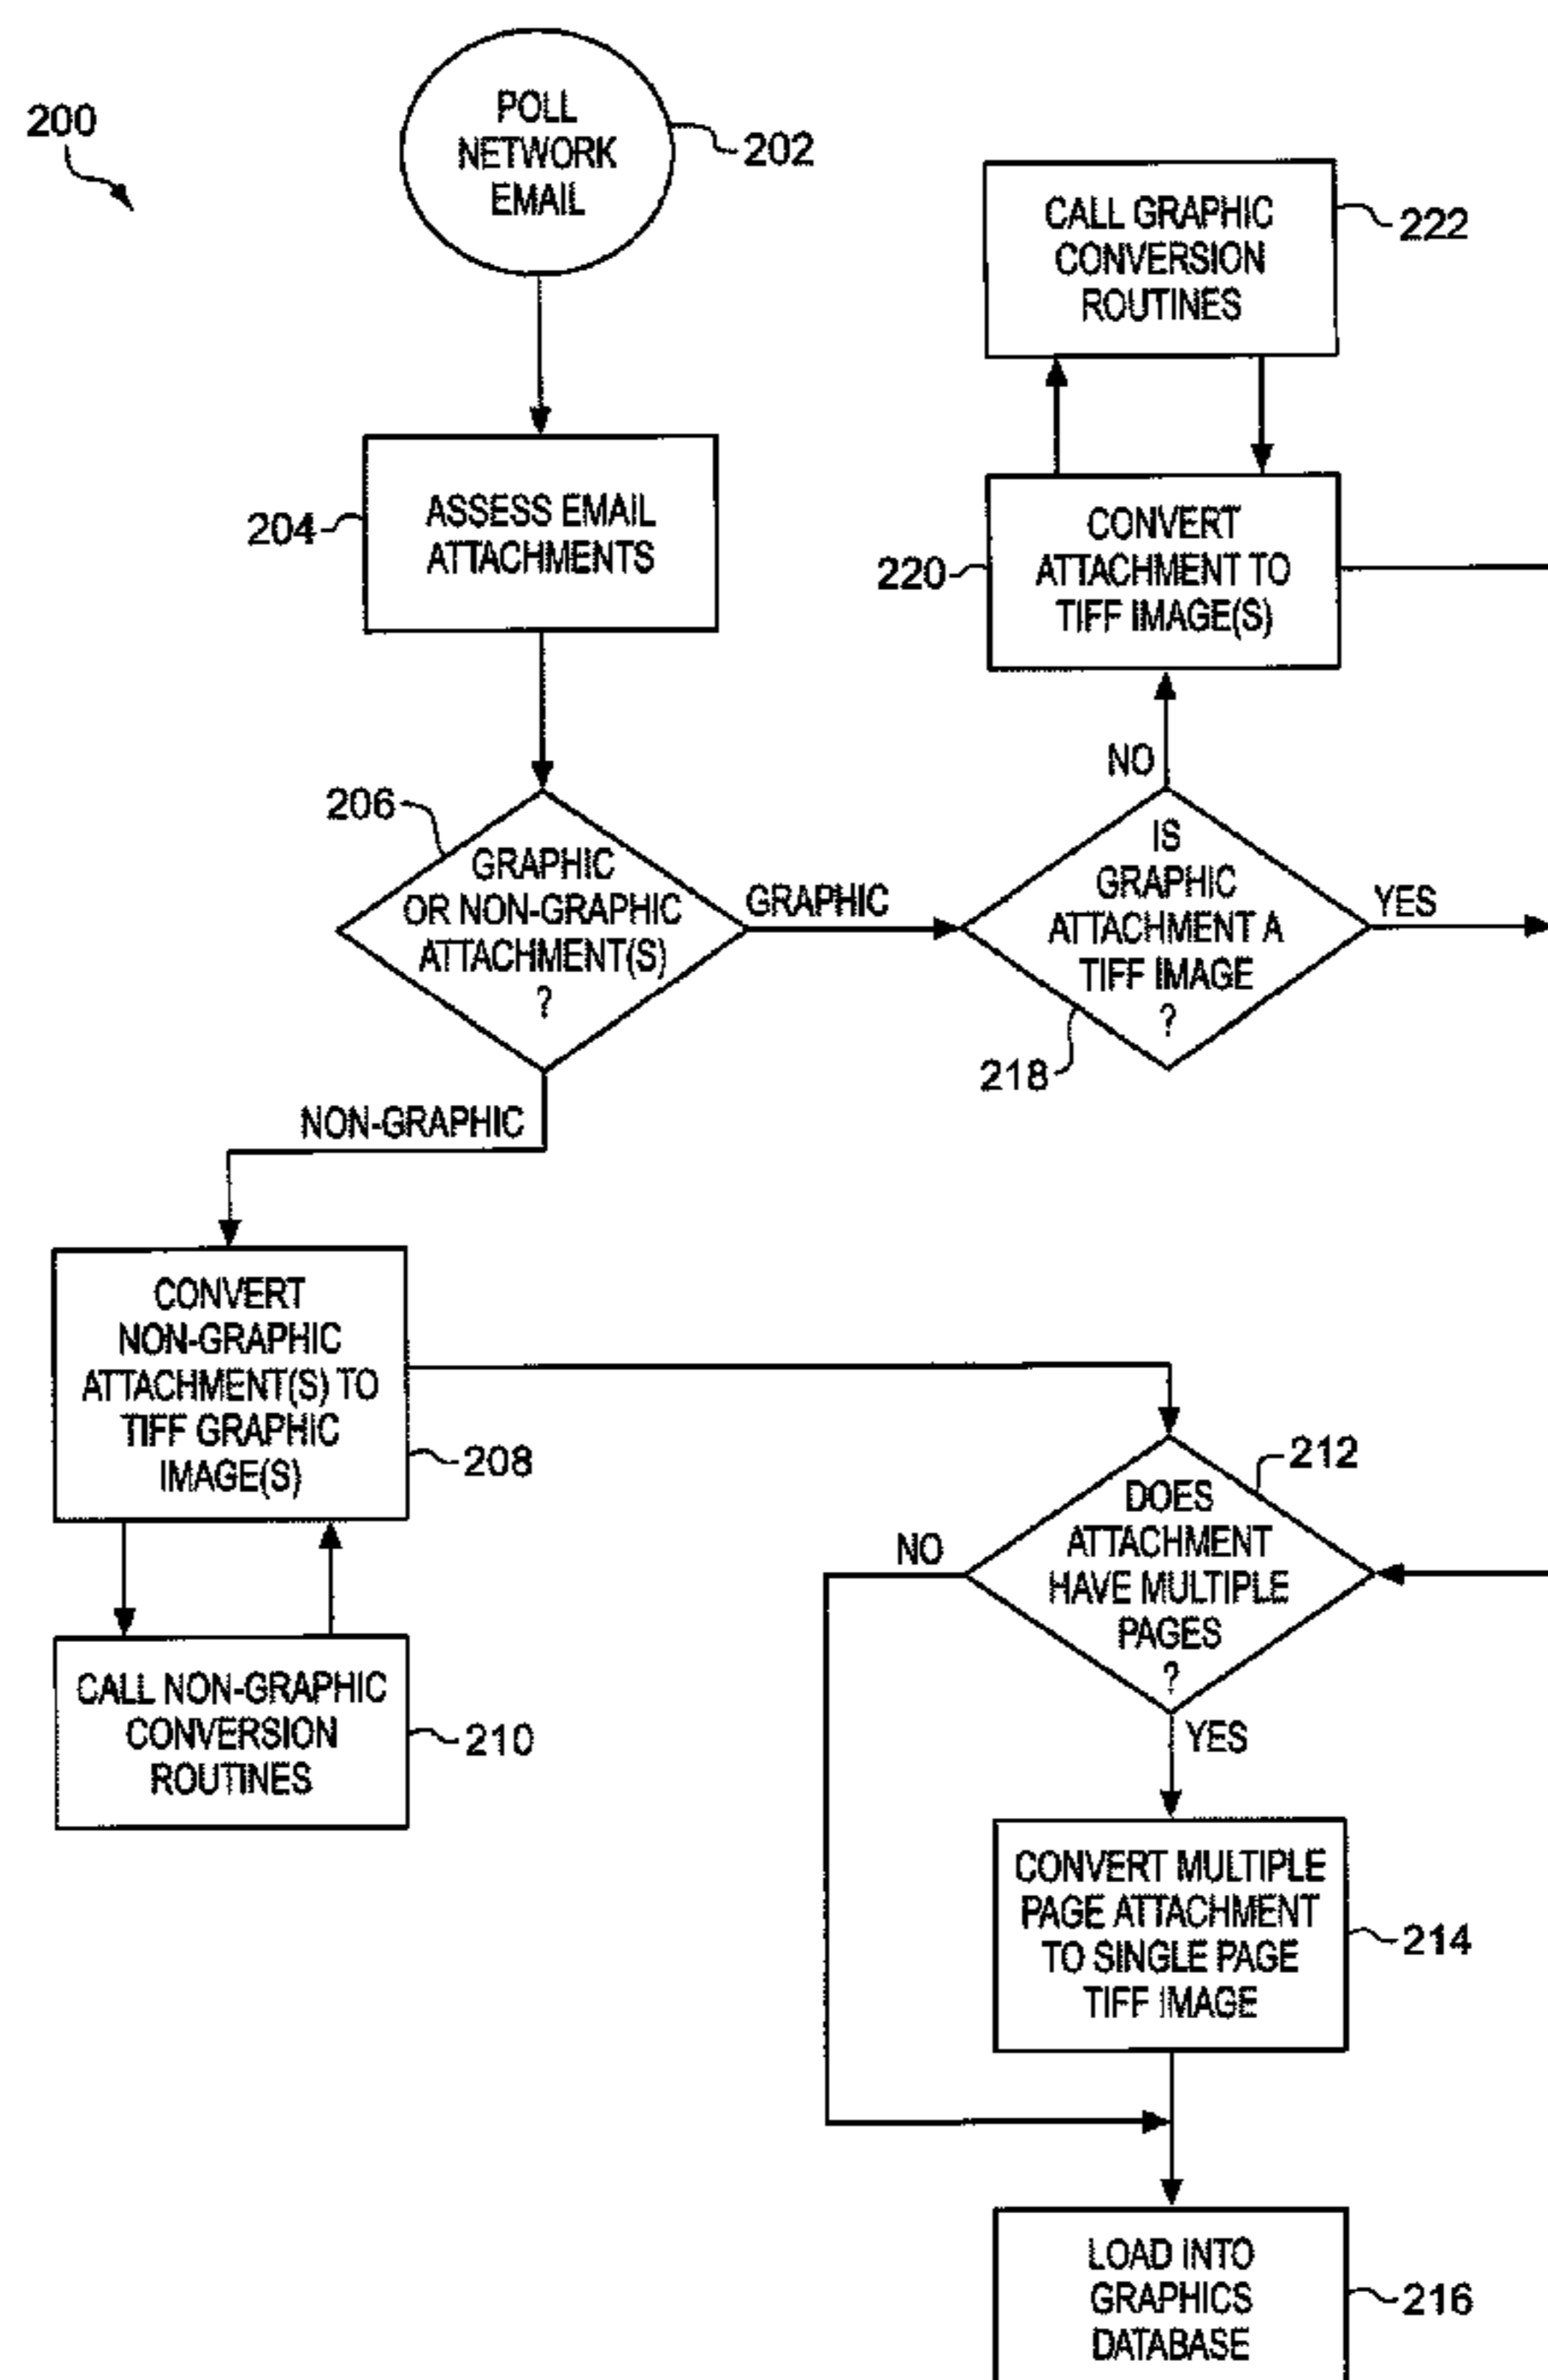 200
POLL
NETWORK
EMAIL
202
CALL GRAPHIC
CONVERSION
ROUTINES
222
204
ASSESS EMAIL
ATTACHMENTS
220
CONVERT
ATTACHMENT TO
TIFF IMAGE(S)
NO
206
GRAPHIC
OR NON-GRAPHIC
ATTACHMENT(S)
?
GRAPHIC
IS
GRAPHIC
ATTACHMENT A
TIFF IMAGE
?
YES
218
NON-GRAPHIC
CONVERT
NON-GRAPHIC
ATTACHMENT(S) TO
TIFF GRAPHIC
IMAGE(S)
208
212
DOES
ATTACHMENT
HAVE MULTIPLE
PAGES
?
NO
YES
CALL NON-GRAPHIC
CONVERSION
ROUTINES
210
CONVERT MULTIPLE
PAGE ATTACHMENT
TO SINGLE PAGE
TIFF IMAGE
214
LOAD INTO
GRAPHICS
DATABASE
216